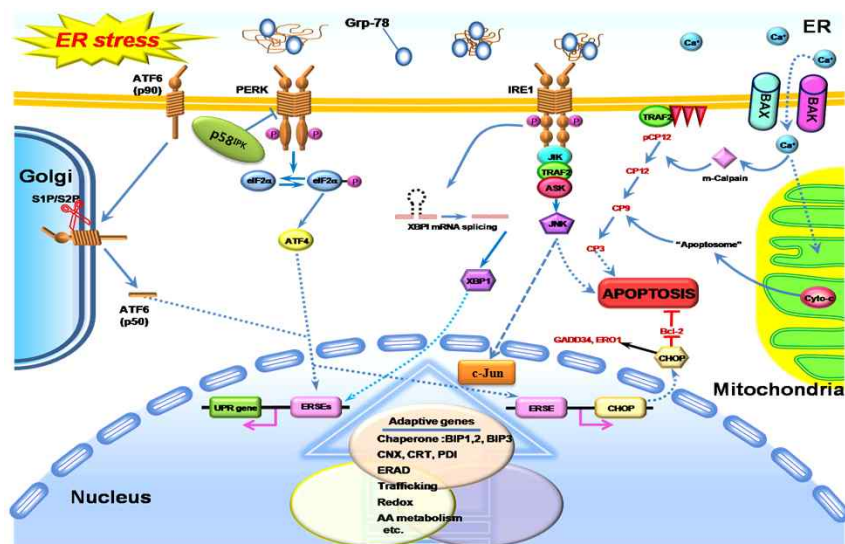 ER stress
Grp-78
ER
Ca⁺
Ca⁺
Ca⁺
ATF6
(p90)
PERK
IRE1
BAX
BAK
TRAF2
P
P
P
P
p58IPK
pCP12
Ca⁺
JIK
TRAF2
ASK
m-Calpain
CP12
Golgi
S1P/S2P
eIF2α
eIF2α
P
CP9
XBPI mRNA splicing
JNK
"Apoptosome"
ATF4
CP3
XBP1
APOPTOSIS
Cyto-c
ATF6
(p50)
Bcl-2
GADD34, ERO1
CHOP
c-Jun
Mitochondria
UPR gene
ERSEs
ERSE
CHOP
Adaptive genes
Chaperone :BIP1,2, BIP3
CNX, CRT, PDI
ERAD
Trafficking
Redox
AA metabolism
etc.
Nucleus